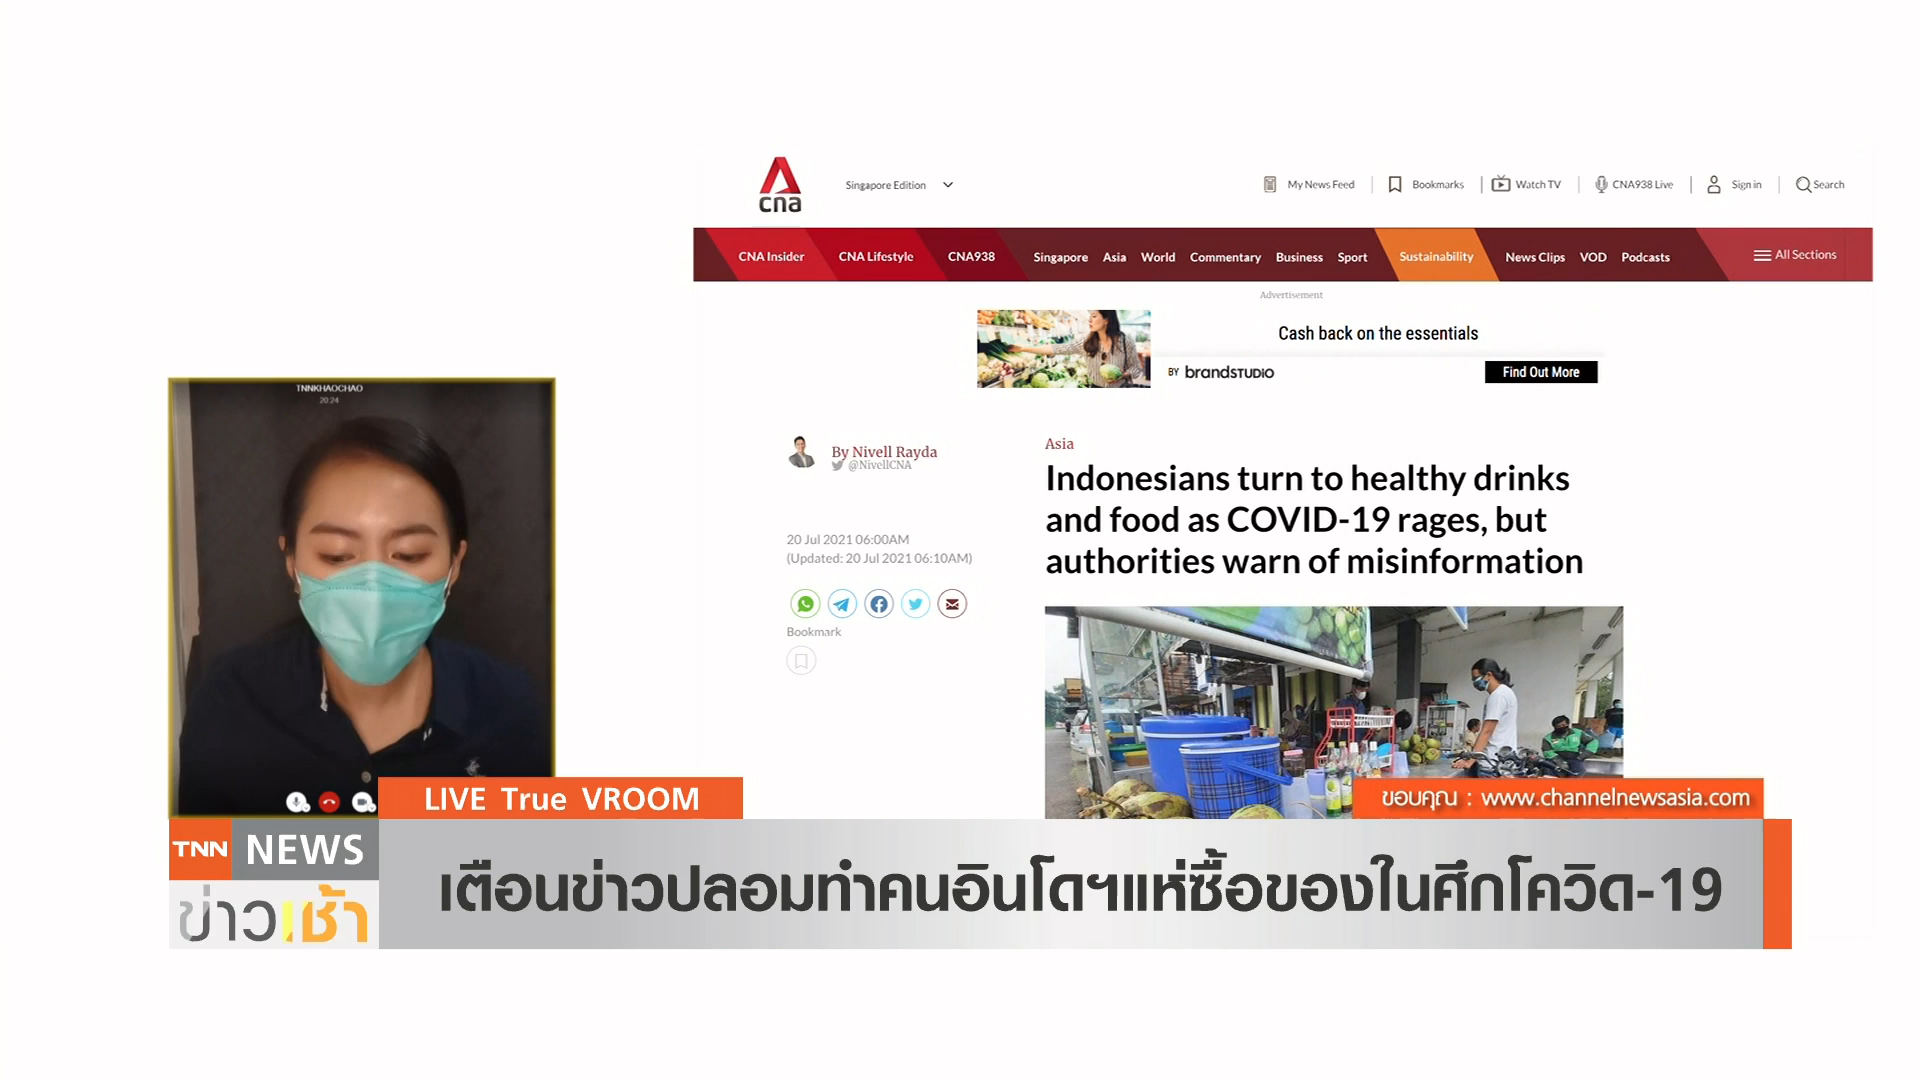 cna
Singapore Edition
My News Feed
Bookmarks
Watch TV
CNA938 Live
Sign in
Search
CNA Insider
CNA Lifestyle
CNA938
Singapore
Asia
World
Commentary
Business
Sport
Sustainability
News Clips
VOD
Podcasts
All Sections
Advertisement
Cash back on the essentials
BY brandSTUDIO
Find Out More
TNNKHAOCHAO
20:24
By Nivell Rayda
@NivellCNA
20 Jul 2021 06:00AM
(Updated: 20 Jul 2021 06:10AM)
Bookmark
Asia
Indonesians turn to healthy drinks
and food as COVID-19 rages, but
authorities warn of misinformation
LIVE True VROOM
ขอบคุณ : www.channelnewsasia.com
TNN NEWS
ข่าวเช้า
เตือนข่าวปลอมทำคนอินโดฯแห่ซื้อของในศึกโควิด-19